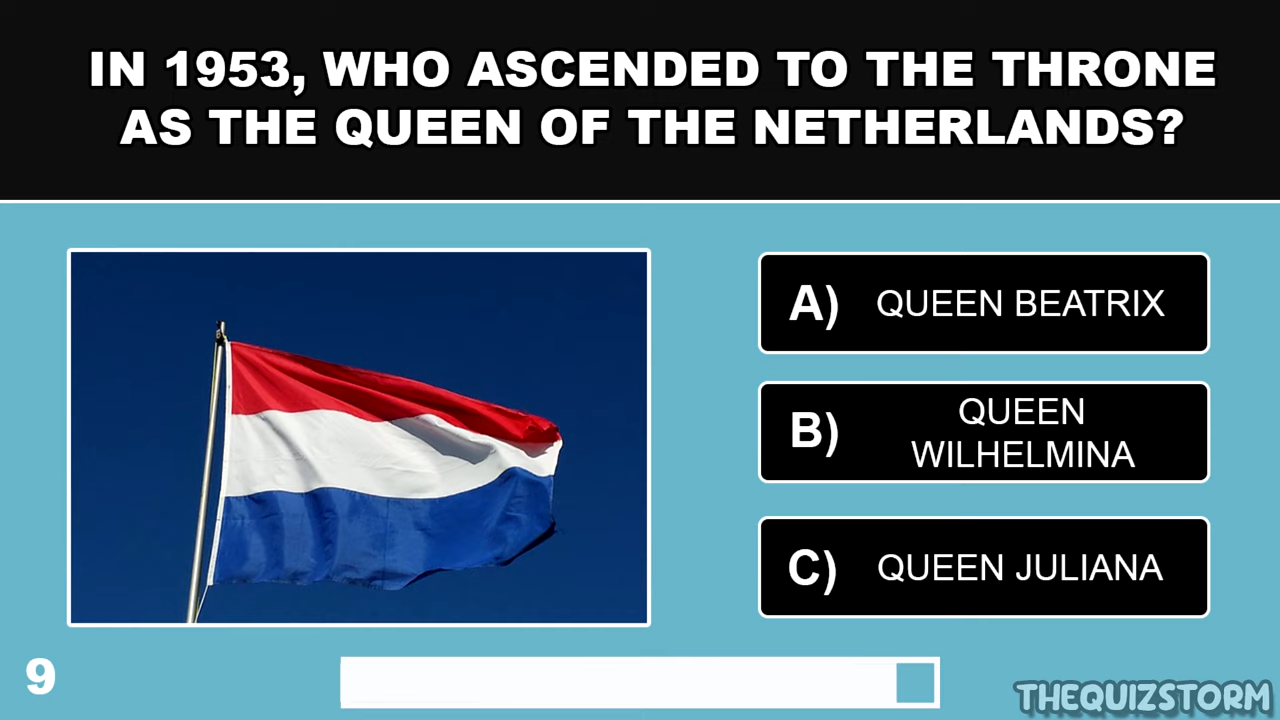 IN 1953, WHO ASCENDED TO THE THRONE
AS THE QUEEN OF THE NETHERLANDS?
A) QUEEN BEATRIX
B) QUEEN
WILHELMINA
C) QUEEN JULIANA
9
THEQUIZSTORM